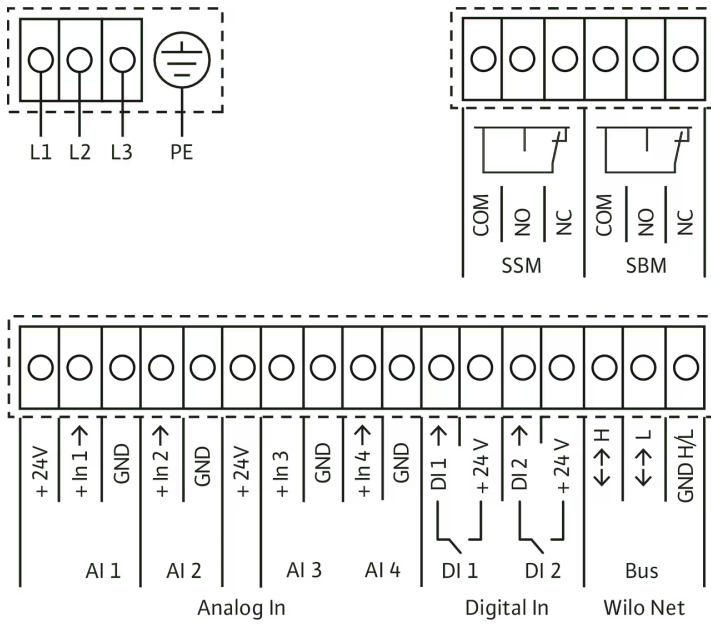 L1 L2 L3 PE
COM NO NC COM NO NC
SSM SBM
+ 24V + In 1 → GND + In 2 → GND + 24V + In 3 GND + In 4 → GND DI 1 → + 24 V DI 2 → + 24 V ↔ H ↔ L GND H/L
AI 1 AI 2 AI 3 AI 4 DI 1 DI 2 Bus
Analog In Digital In Wilo Net